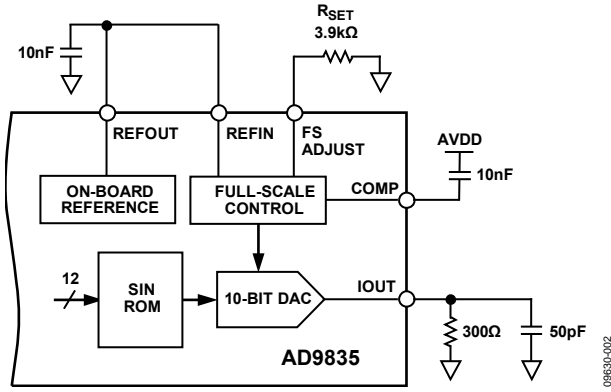 RSET
3.9kΩ
10nF
REFOUT
REFIN
FS
ADJUST
AVDD
10nF
ON-BOARD
REFERENCE
FULL-SCALE
CONTROL
COMP
12
SIN
ROM
10-BIT DAC
IOUT
300Ω
50pF
AD9835
09630-002